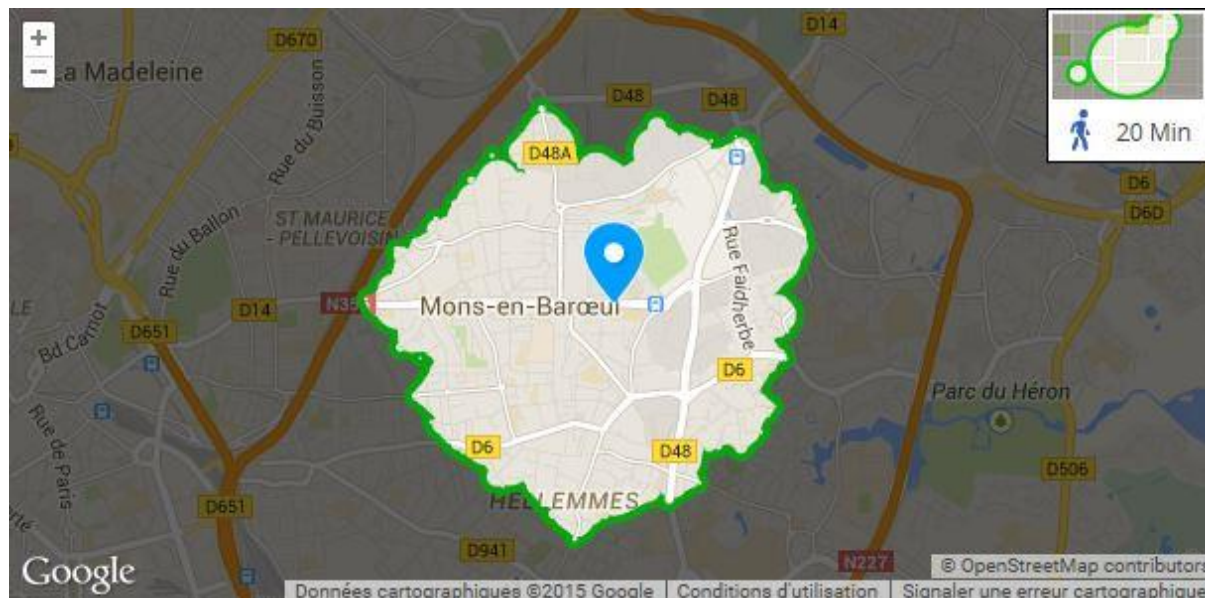 +
−
La Madeleine
D670
D14
20 Min
D48
D48
D48A
Rue du Buisson
Rue du Ballon
ST MAURICE
- PELLEVOISIN
D6
D6D
Rue Faidherbe
D14
N356
Mons-en-Barœul
D651
Bd Carnot
D6
Parc du Héron
Rue de Paris
D6
D48
D506
HELLEMMES
D651
D941
N227
Google
© OpenStreetMap contributors
Données cartographiques ©2015 Google
Conditions d'utilisation
Signaler une erreur cartographique